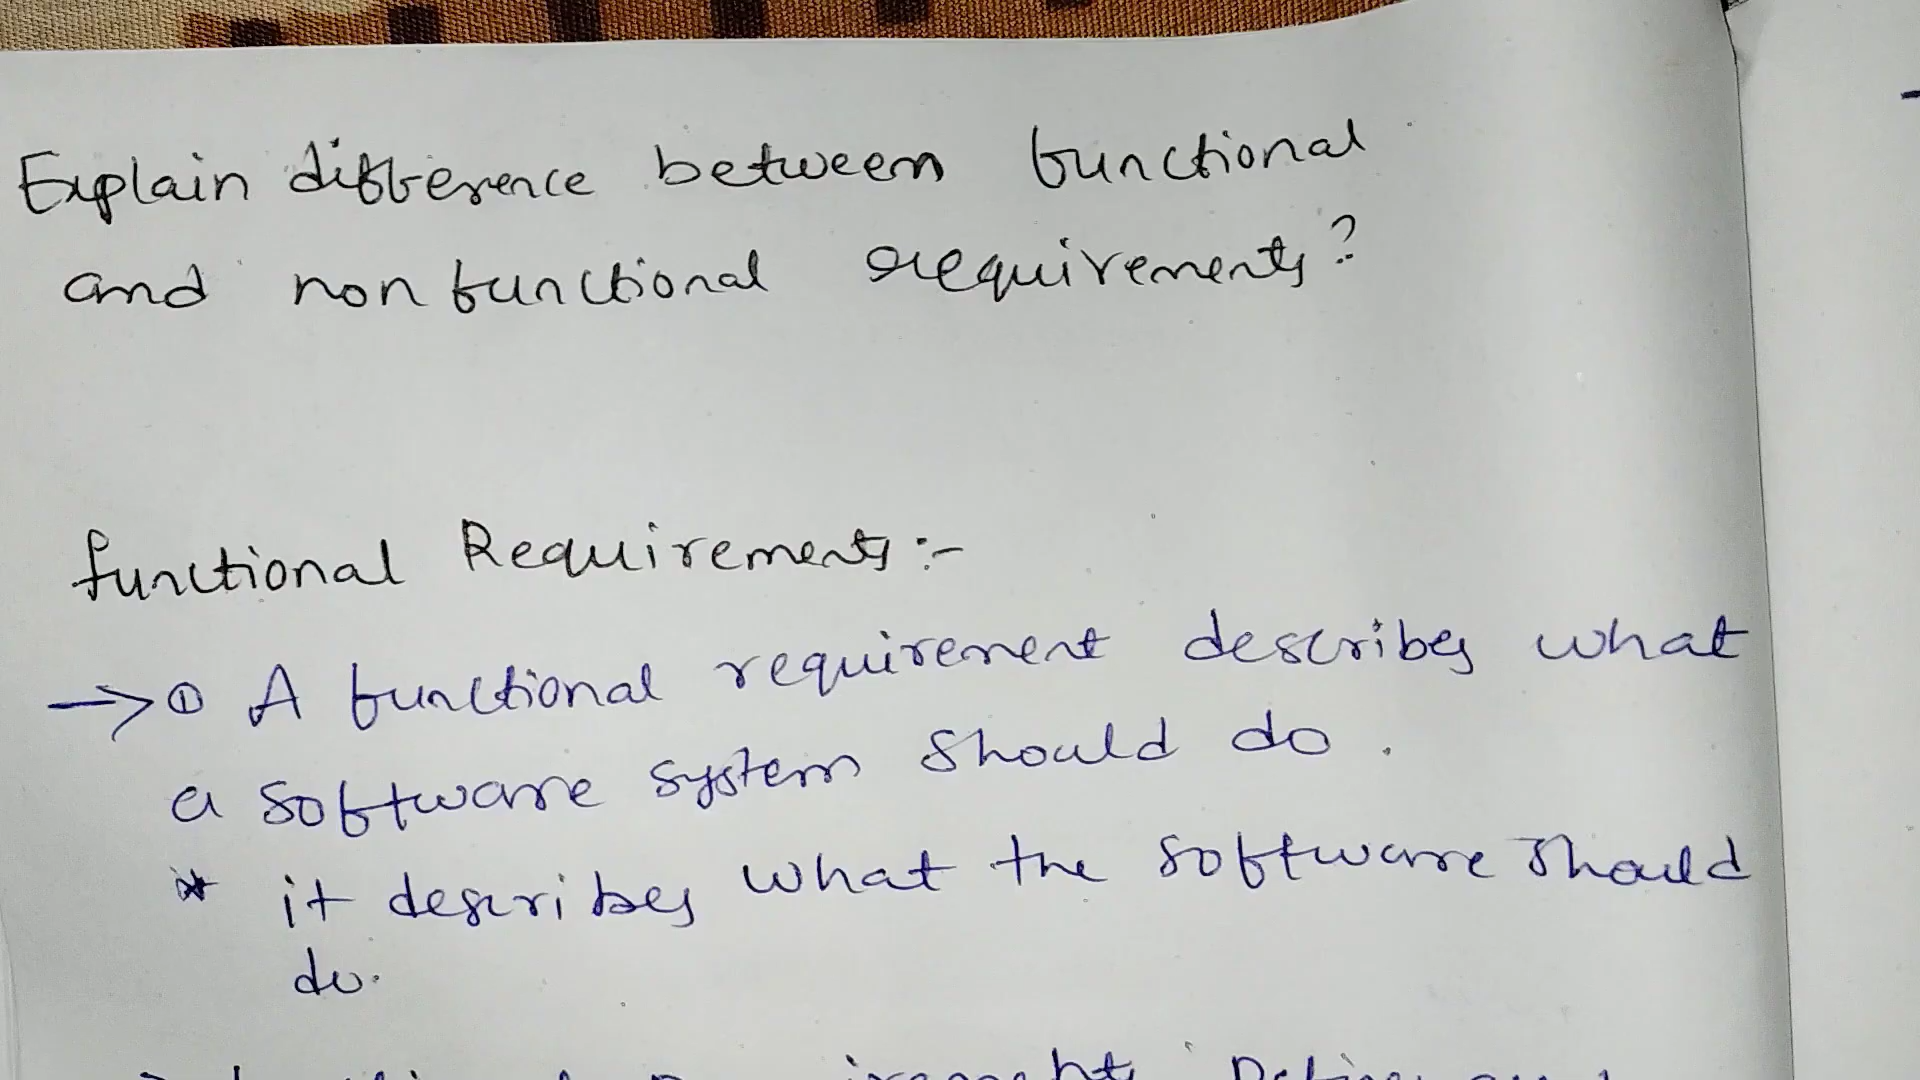 Explain difference between functional
and non functional requirements?
functional Requirements:-
→① A functional requirement describes what
a software system should do.
* it describes what the software should
do.